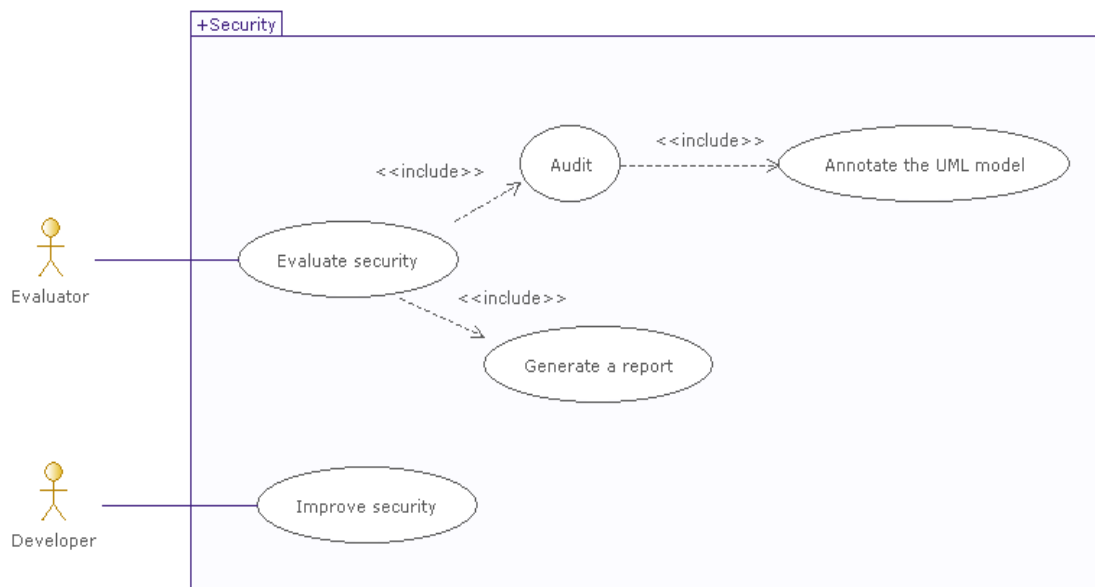 +Security
<<include>>
Audit
Annotate the UML model
<<include>>
Evaluate security
Evaluator
<<include>>
Generate a report
Improve security
Developer